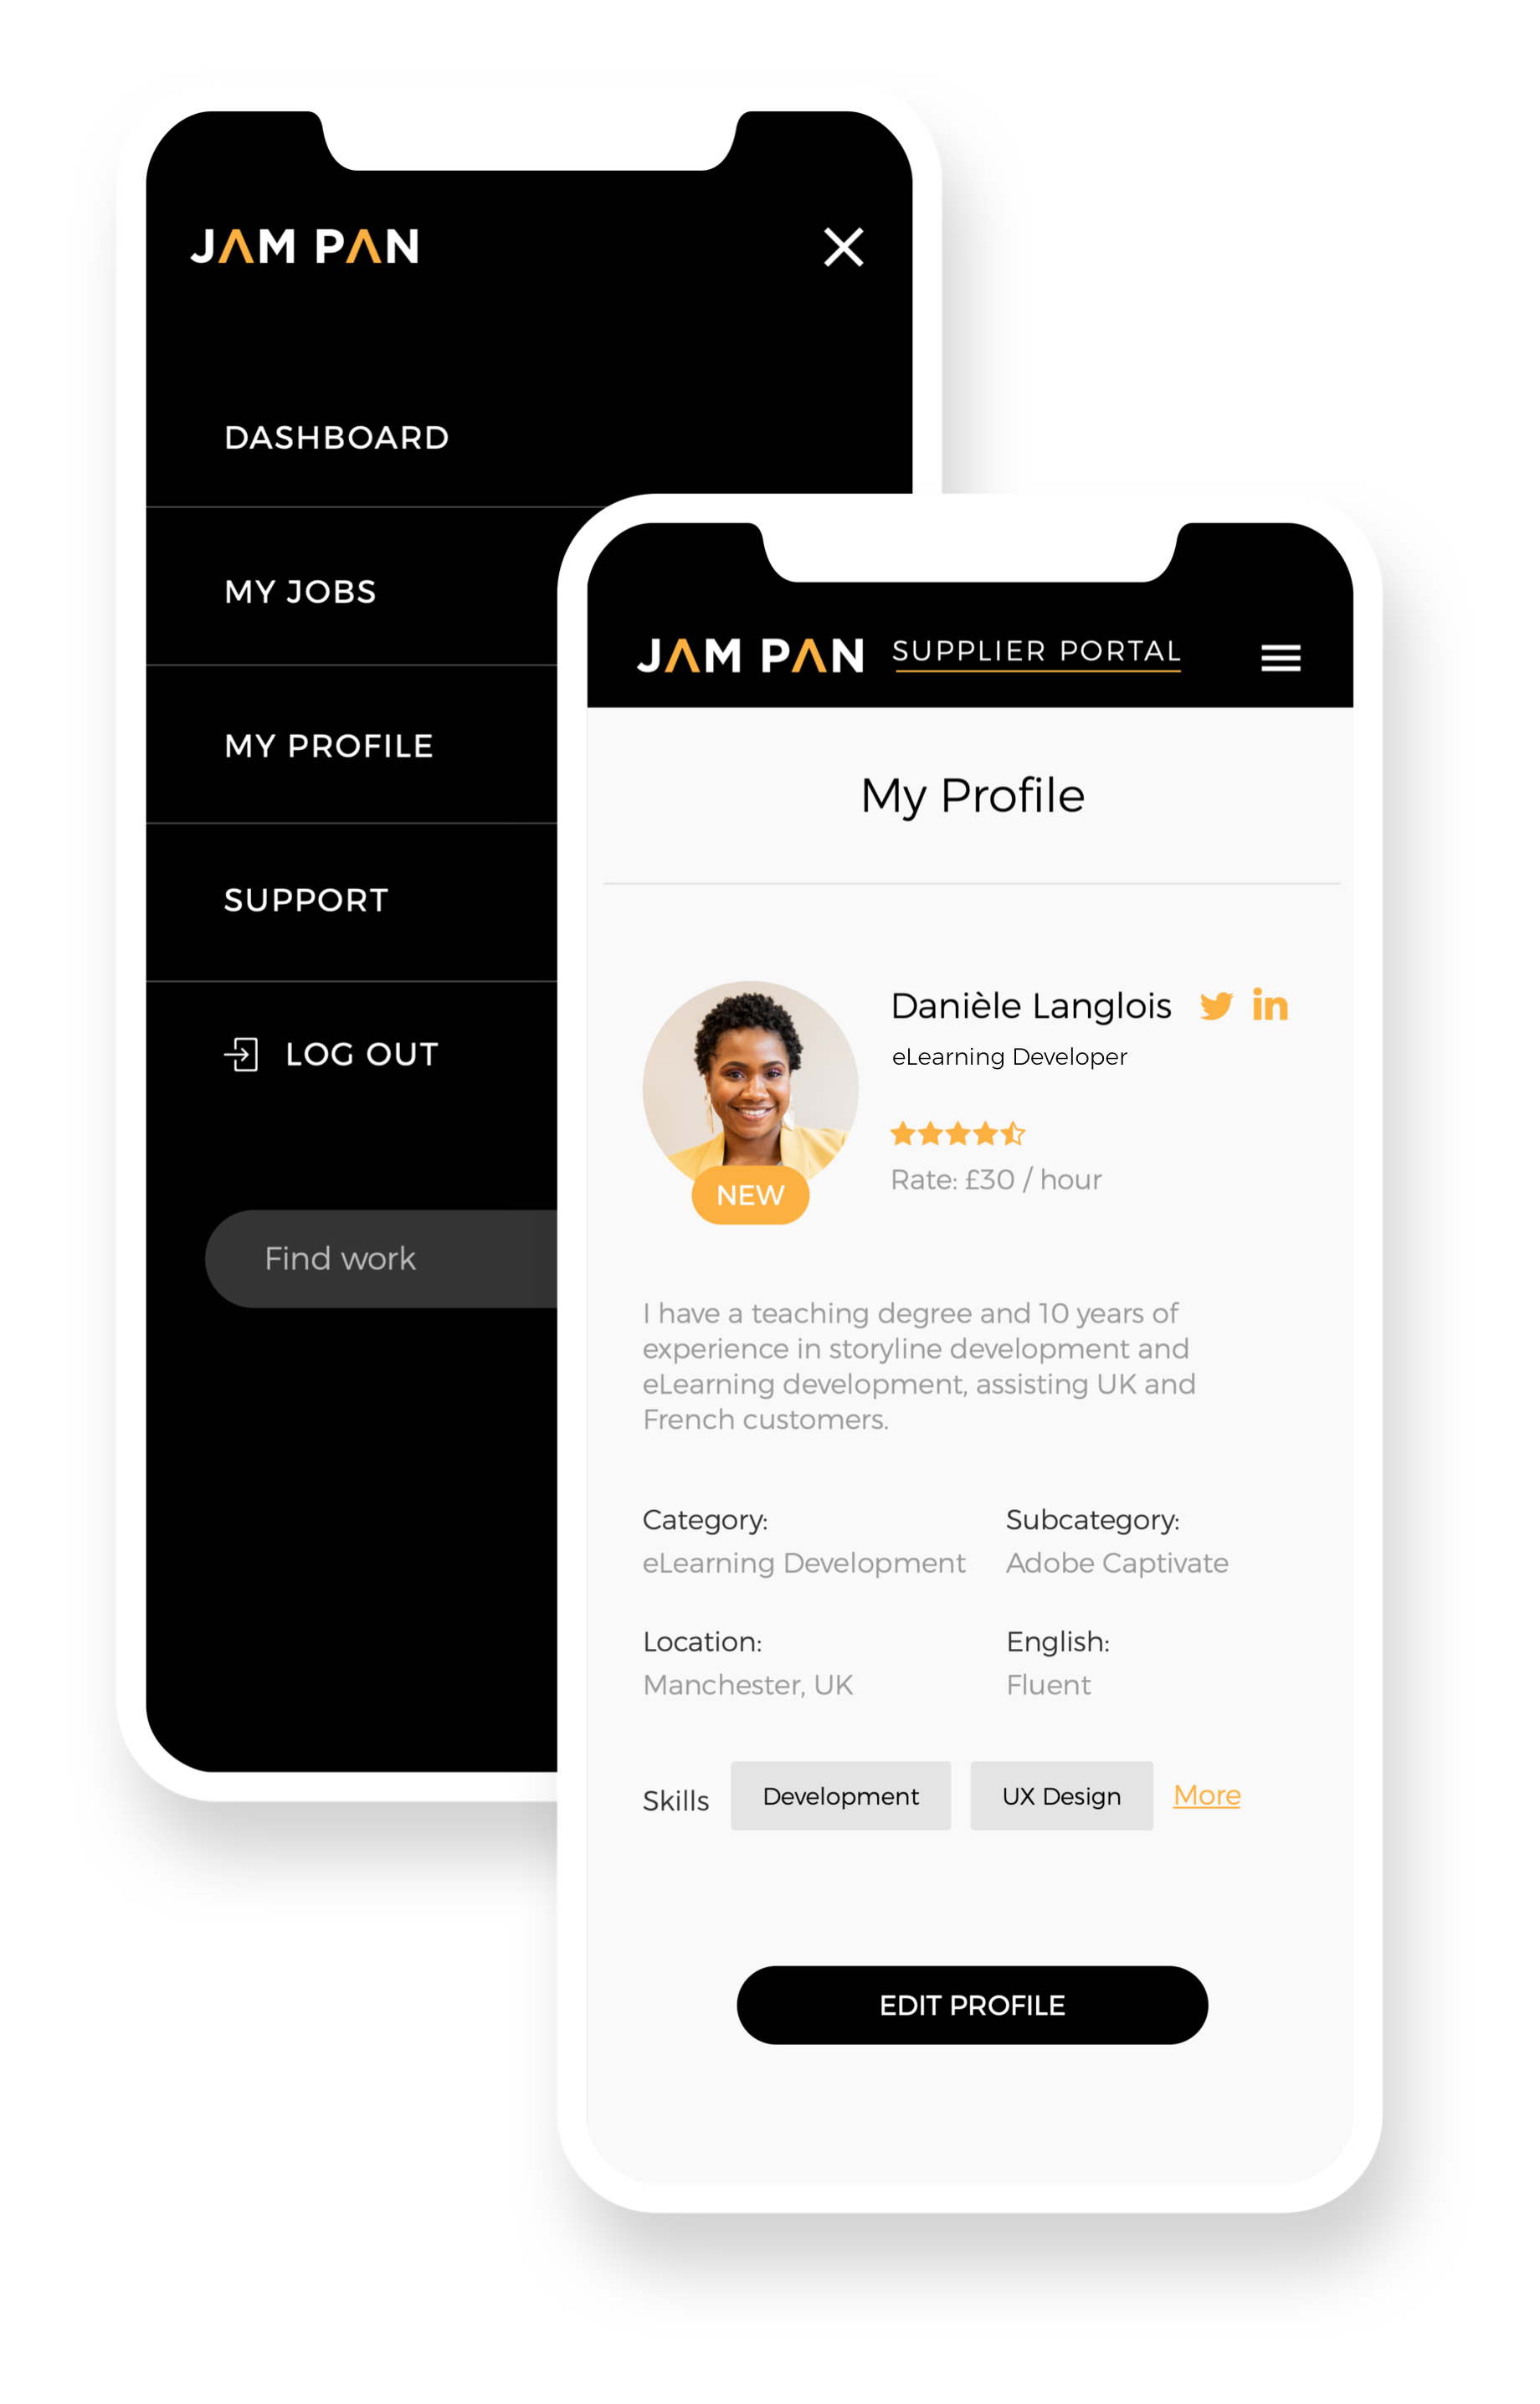 JAM PAN
DASHBOARD
MY JOBS
MY PROFILE
SUPPORT
LOG OUT
Find work
JAM PAN SUPPLIER PORTAL
My Profile
Danièle Langlois in
eLearning Developer
Rate: £30 / hour
NEW
I have a teaching degree and 10 years of
experience in storyline development and
eLearning development, assisting UK and
French customers.
Category: Subcategory:
eLearning Development Adobe Captivate
Location: English:
Manchester, UK Fluent
Skills Development UX Design More
EDIT PROFILE